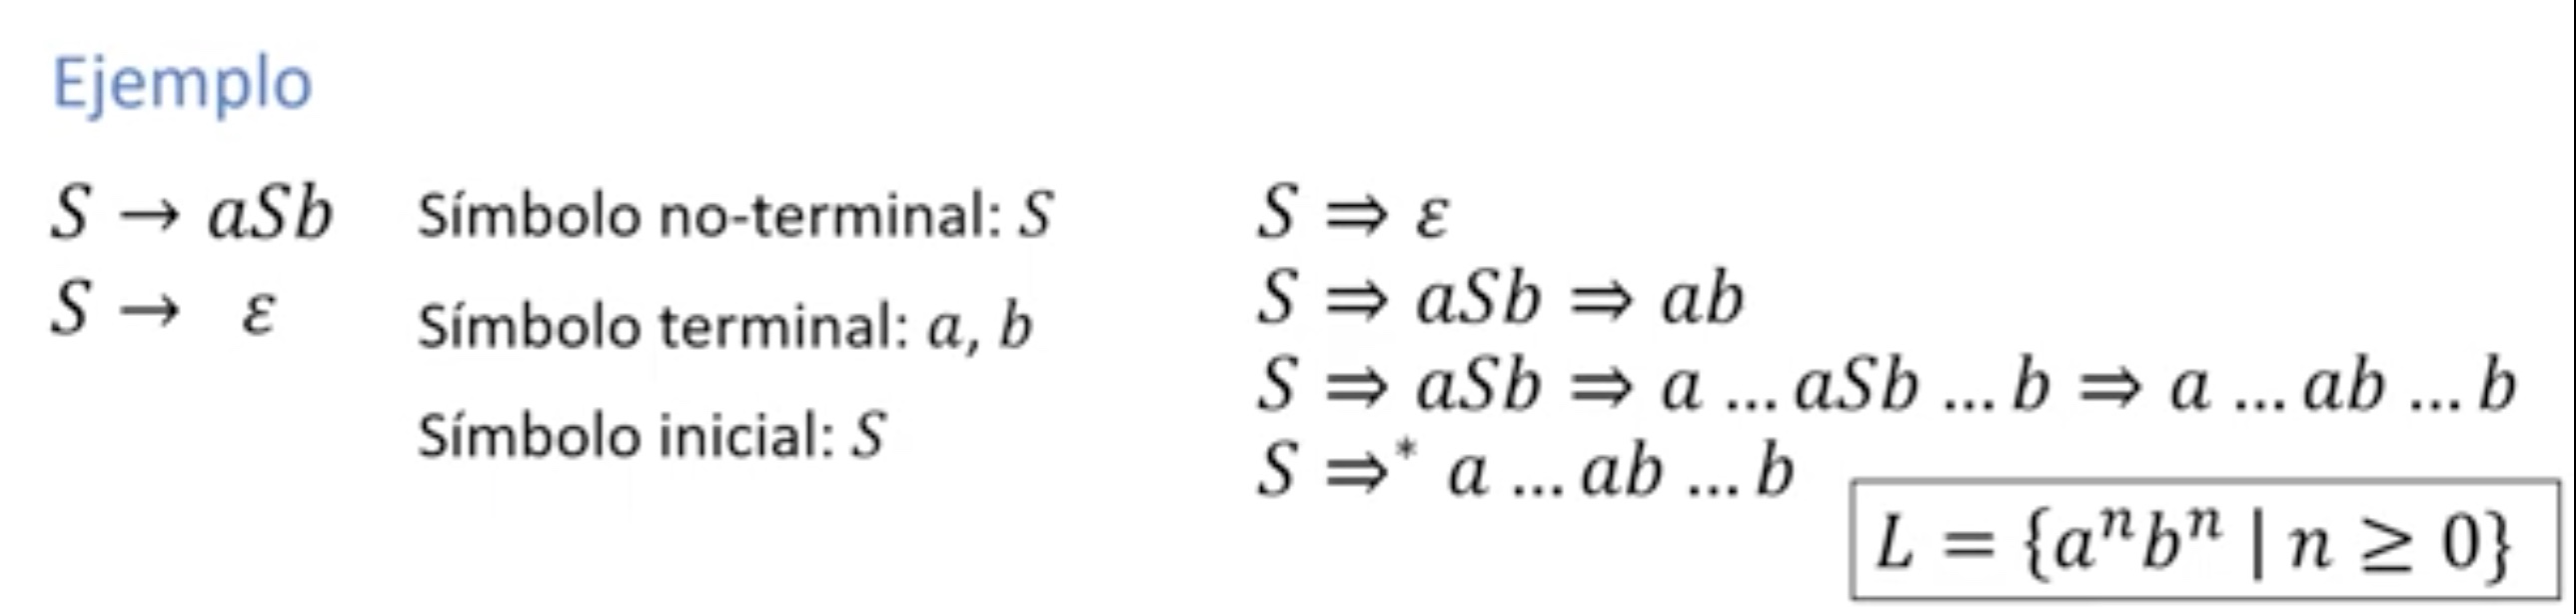 Ejemplo
S → aSb
S → ε
Símbolo no-terminal: S
Símbolo terminal: a, b
Símbolo inicial: S
S ⇒ ε
S ⇒ aSb ⇒ ab
S ⇒ aSb ⇒ a … aSb … b ⇒ a … ab … b
S ⇒* a … ab … b
L = {aⁿbⁿ | n ≥ 0}